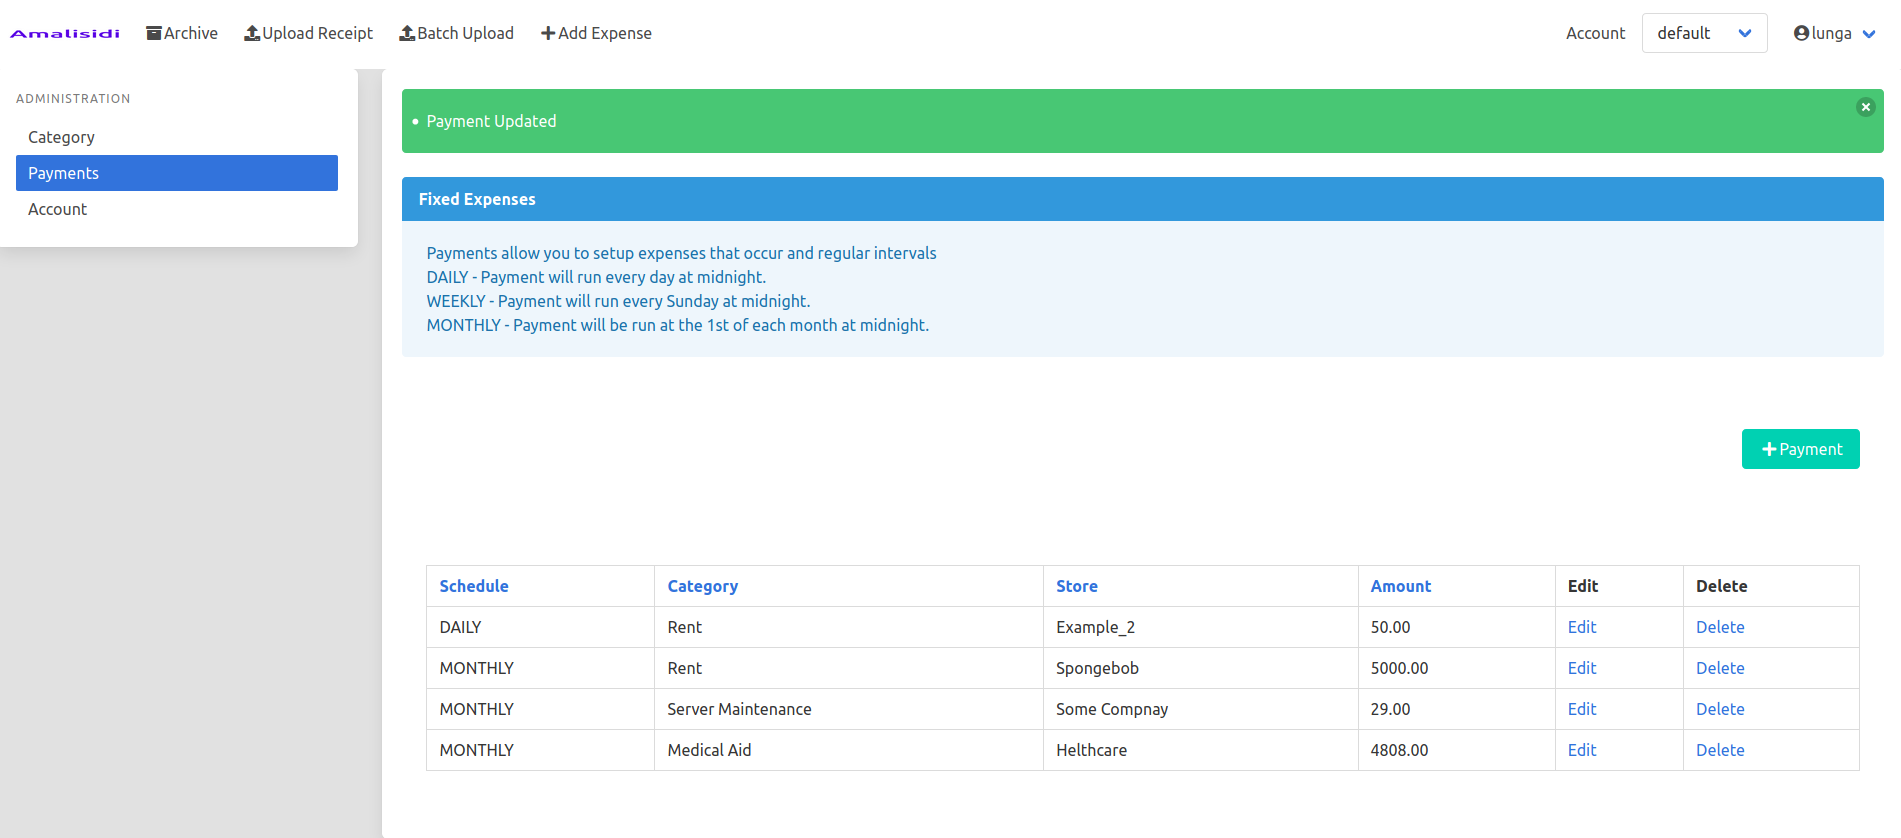 Amalisidi Archive Upload Receipt Batch Upload Add Expense Account default lunga
ADMINISTRATION
Category
Payments
Account
Payment Updated
Fixed Expenses
Payments allow you to setup expenses that occur and regular intervals
DAILY - Payment will run every day at midnight.
WEEKLY - Payment will run every Sunday at midnight.
MONTHLY - Payment will be run at the 1st of each month at midnight.
Payment
Schedule Category Store Amount Edit Delete
DAILY Rent Example_2 50.00 Edit Delete
MONTHLY Rent Spongebob 5000.00 Edit Delete
MONTHLY Server Maintenance Some Compnay 29.00 Edit Delete
MONTHLY Medical Aid Helthcare 4808.00 Edit Delete